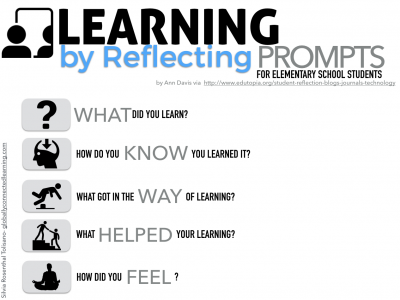 LEARNING
by Reflecting PROMPTS
FOR ELEMENTARY SCHOOL STUDENTS
by Ann Davis via http://www.edutopia.org/student-reflection-blogs-journals-technology
? WHAT DID YOU LEARN?
HOW DO YOU KNOW YOU LEARNED IT?
WHAT GOT IN THE WAY OF LEARNING?
WHAT HELPED YOUR LEARNING?
HOW DID YOU FEEL ?
Silvia Rosenthal Tolisano- globallyconnectedlearning.com